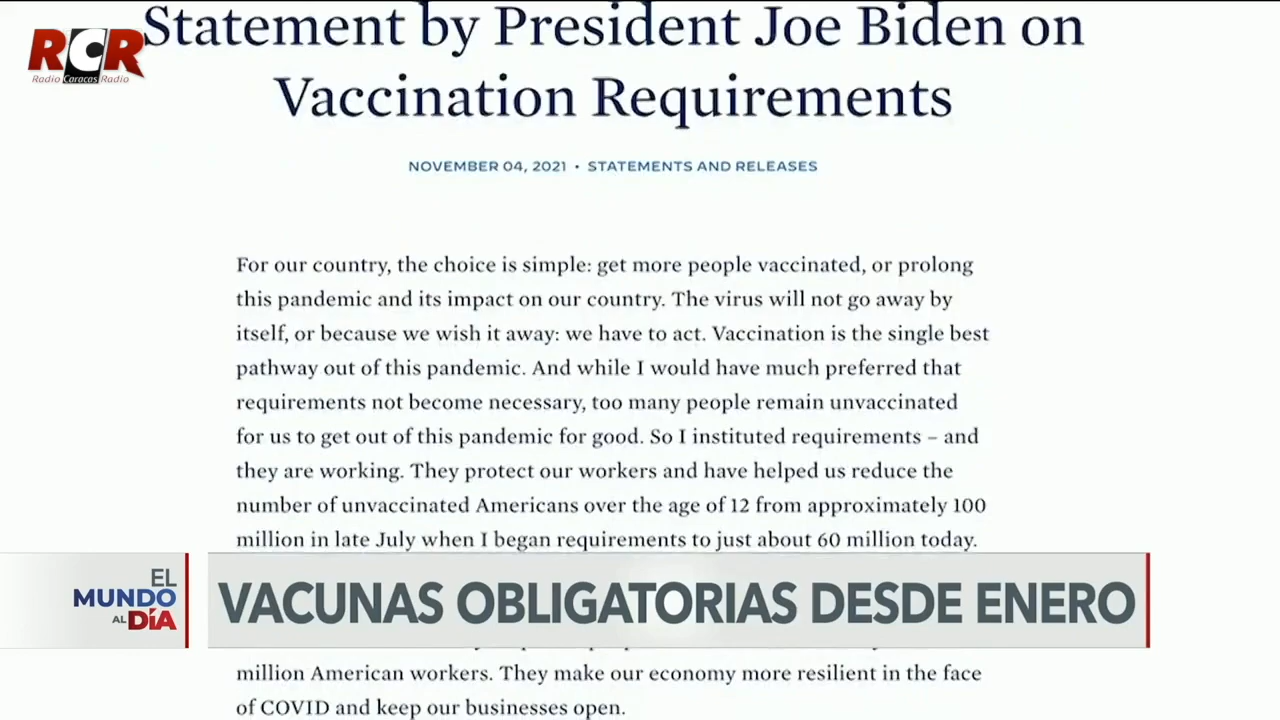 RCR
Radio Caracas Radio
Statement by President Joe Biden on
Vaccination Requirements
NOVEMBER 04, 2021 • STATEMENTS AND RELEASES
For our country, the choice is simple: get more people vaccinated, or prolong
this pandemic and its impact on our country. The virus will not go away by
itself, or because we wish it away: we have to act. Vaccination is the single best
pathway out of this pandemic. And while I would have much preferred that
requirements not become necessary, too many people remain unvaccinated
for us to get out of this pandemic for good. So I instituted requirements – and
they are working. They protect our workers and have helped us reduce the
number of unvaccinated Americans over the age of 12 from approximately 100
million in late July when I began requirements to just about 60 million today.
EL
MUNDO
AL DÍA
VACUNAS OBLIGATORIAS DESDE ENERO
million American workers. They make our economy more resilient in the face
of COVID and keep our businesses open.